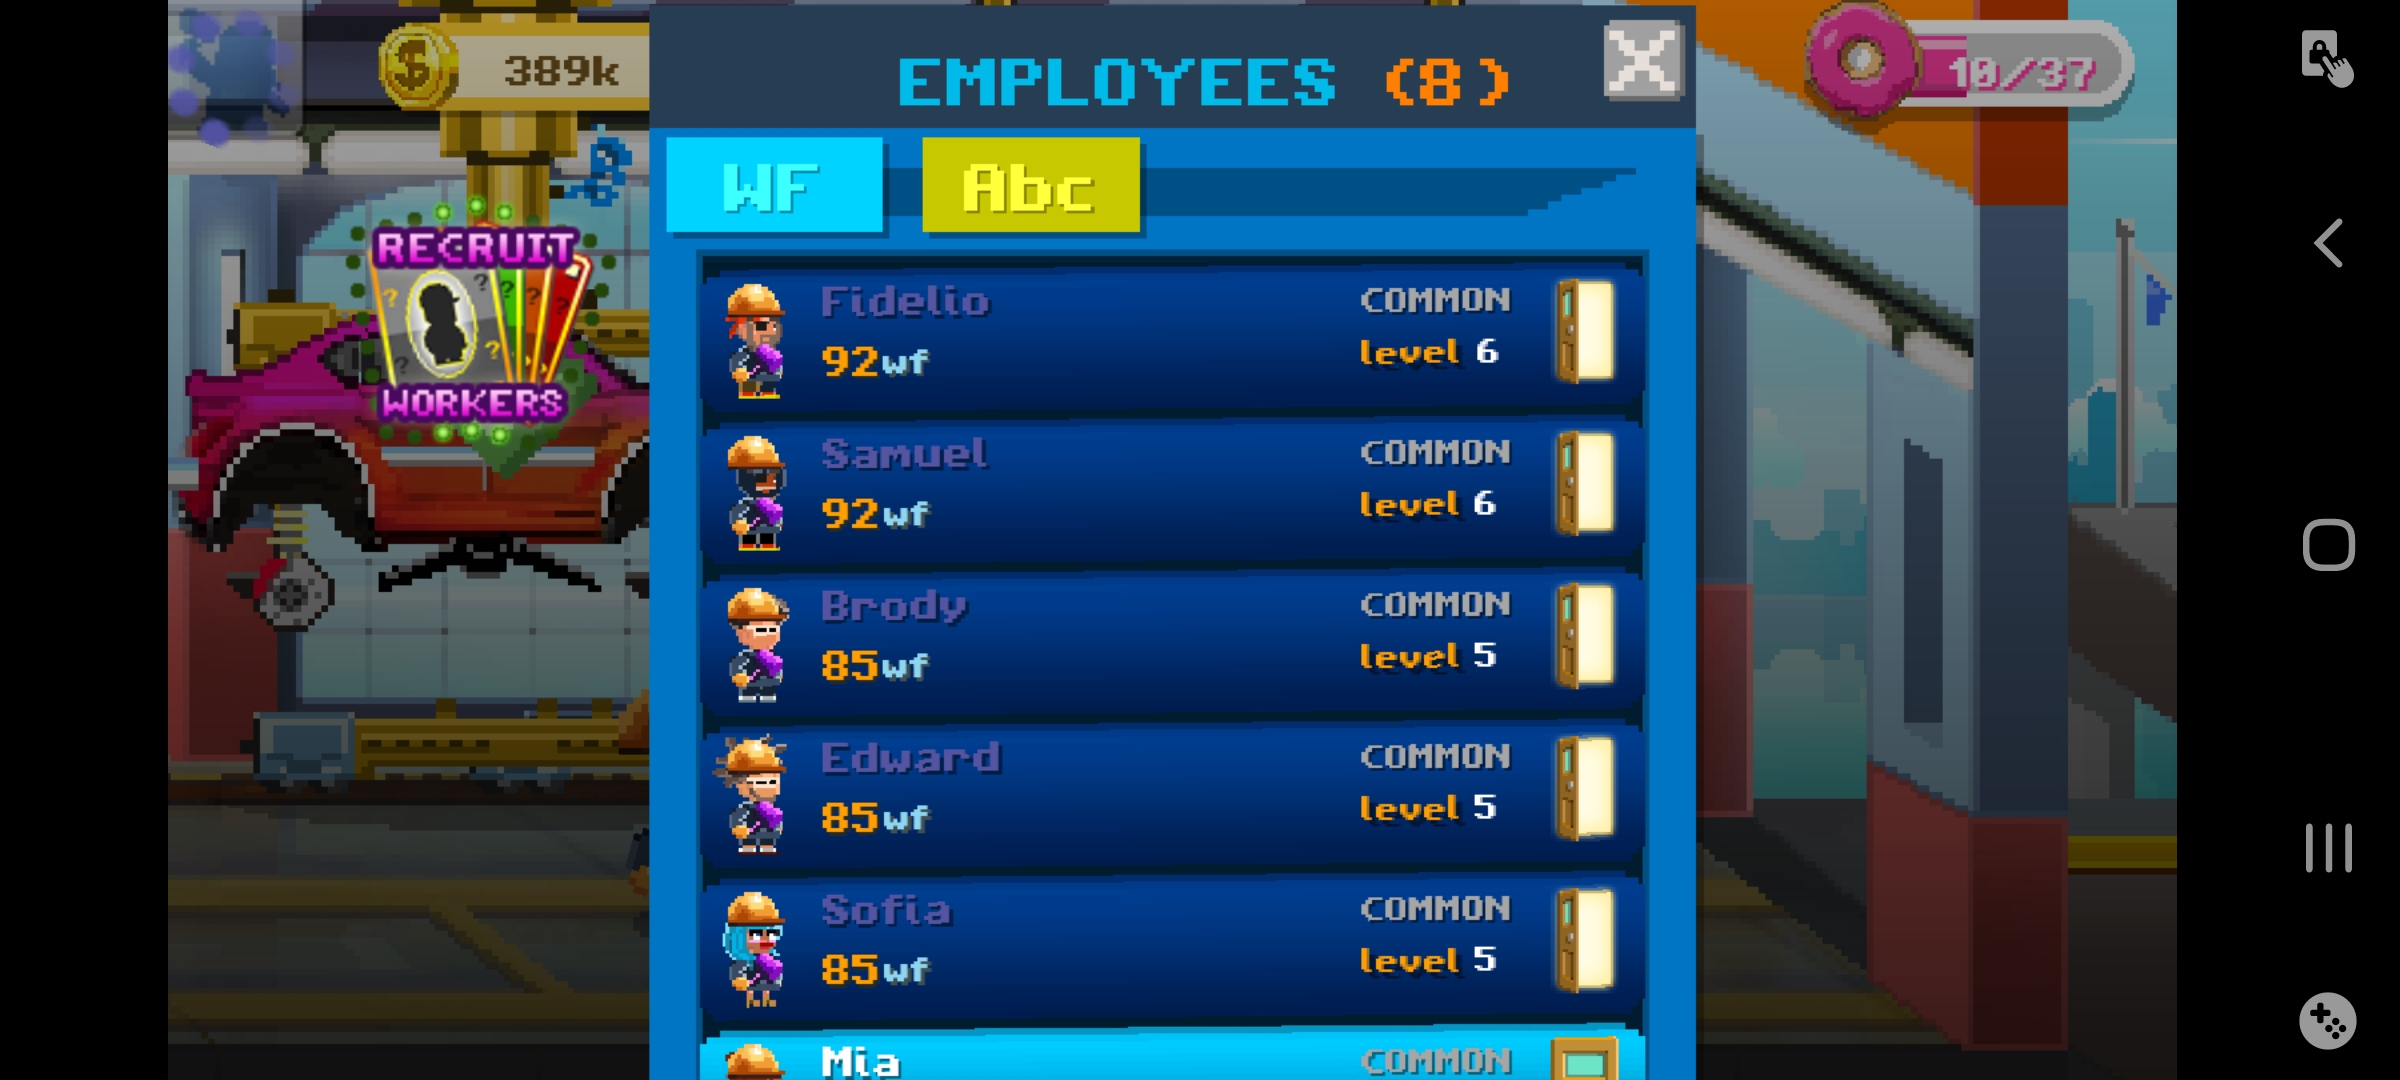 389k
EMPLOYEES (8)
10/37
WF
Abc
RECRUIT
WORKERS
Fidelio
COMMON
92wf
level 6
Samuel
COMMON
92wf
level 6
Brody
COMMON
85wf
level 5
Edward
COMMON
85wf
level 5
Sofia
COMMON
85wf
level 5
Mia
COMMON